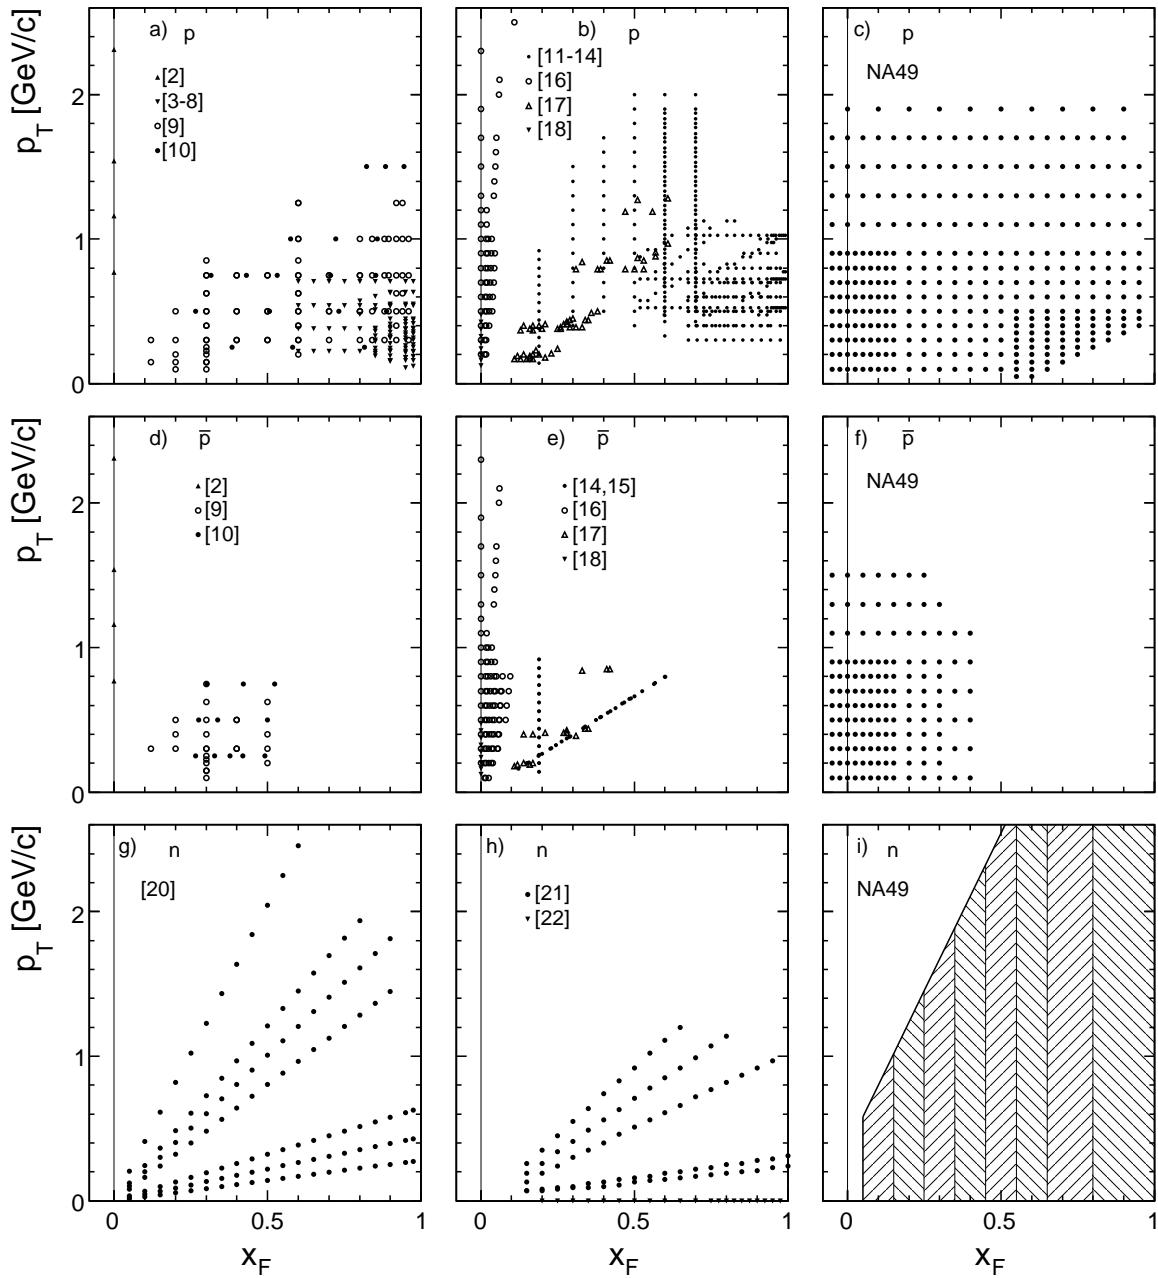 p_T [GeV/c]
2
1
0
a) p
[2]
[3-8]
[9]
[10]
b) p
[11-14]
[16]
[17]
[18]
c) p
NA49
p_T [GeV/c]
2
1
0
d) p̅
[2]
[9]
[10]
e) p̅
[14,15]
[16]
[17]
[18]
f) p̅
NA49
p_T [GeV/c]
2
1
0
g) n
[20]
h) n
[21]
[22]
i) n
NA49
0 0.5 1
0 0.5 1
0 0.5 1
x_F
x_F
x_F